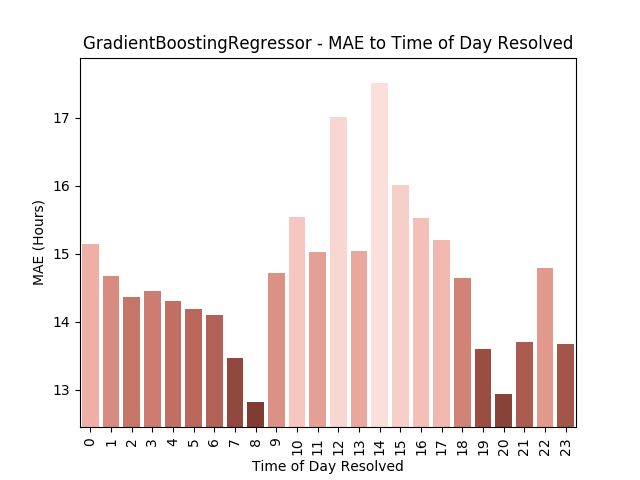 GradientBoostingRegressor - MAE to Time of Day Resolved
17
16
15
14
13
MAE (Hours)
0 1 2 3 4 5 6 7 8 9 10 11 12 13 14 15 16 17 18 19 20 21 22 23
Time of Day Resolved